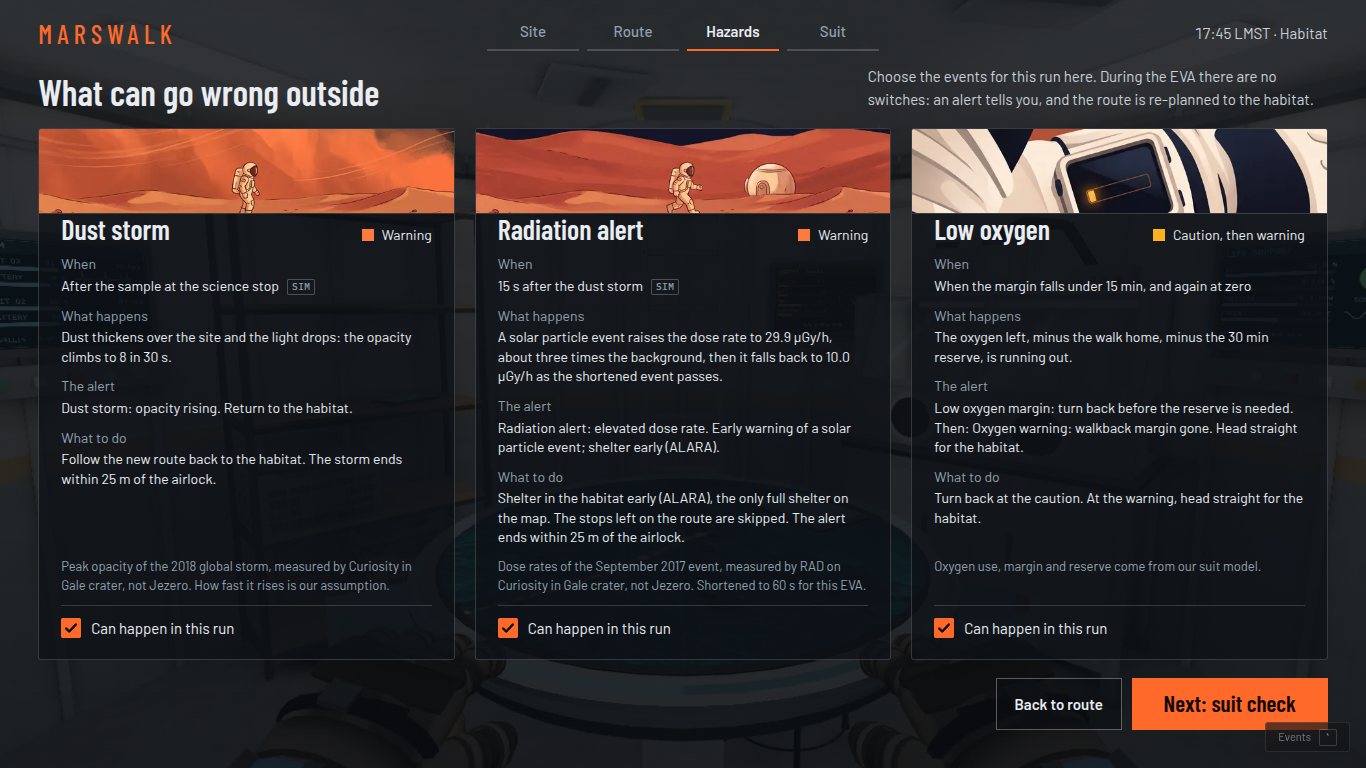 MARSWALK
Site
Route
Hazards
Suit
17:45 LMST · Habitat
What can go wrong outside
Choose the events for this run here. During the EVA there are no
switches: an alert tells you, and the route is re-planned to the habitat.
Dust storm
Warning
When
After the sample at the science stop SIM
What happens
Dust thickens over the site and the light drops: the opacity
climbs to 8 in 30 s.
The alert
Dust storm: opacity rising. Return to the habitat.
What to do
Follow the new route back to the habitat. The storm ends
within 25 m of the airlock.
Peak opacity of the 2018 global storm, measured by Curiosity in
Gale crater, not Jezero. How fast it rises is our assumption.
Can happen in this run
Radiation alert
Warning
When
15 s after the dust storm SIM
What happens
A solar particle event raises the dose rate to 29.9 µGy/h,
about three times the background, then it falls back to 10.0
µGy/h as the shortened event passes.
The alert
Radiation alert: elevated dose rate. Early warning of a solar
particle event; shelter early (ALARA).
What to do
Shelter in the habitat early (ALARA), the only full shelter on
the map. The stops left on the route are skipped. The alert
ends within 25 m of the airlock.
Dose rates of the September 2017 event, measured by RAD on
Curiosity in Gale crater, not Jezero. Shortened to 60 s for this EVA.
Can happen in this run
Low oxygen
Caution, then warning
When
When the margin falls under 15 min, and again at zero
What happens
The oxygen left, minus the walk home, minus the 30 min
reserve, is running out.
The alert
Low oxygen margin: turn back before the reserve is needed.
Then: Oxygen warning: walkback margin gone. Head straight
for the habitat.
What to do
Turn back at the caution. At the warning, head straight for the
habitat.
Oxygen use, margin and reserve come from our suit model.
Can happen in this run
Back to route
Next: suit check
Events